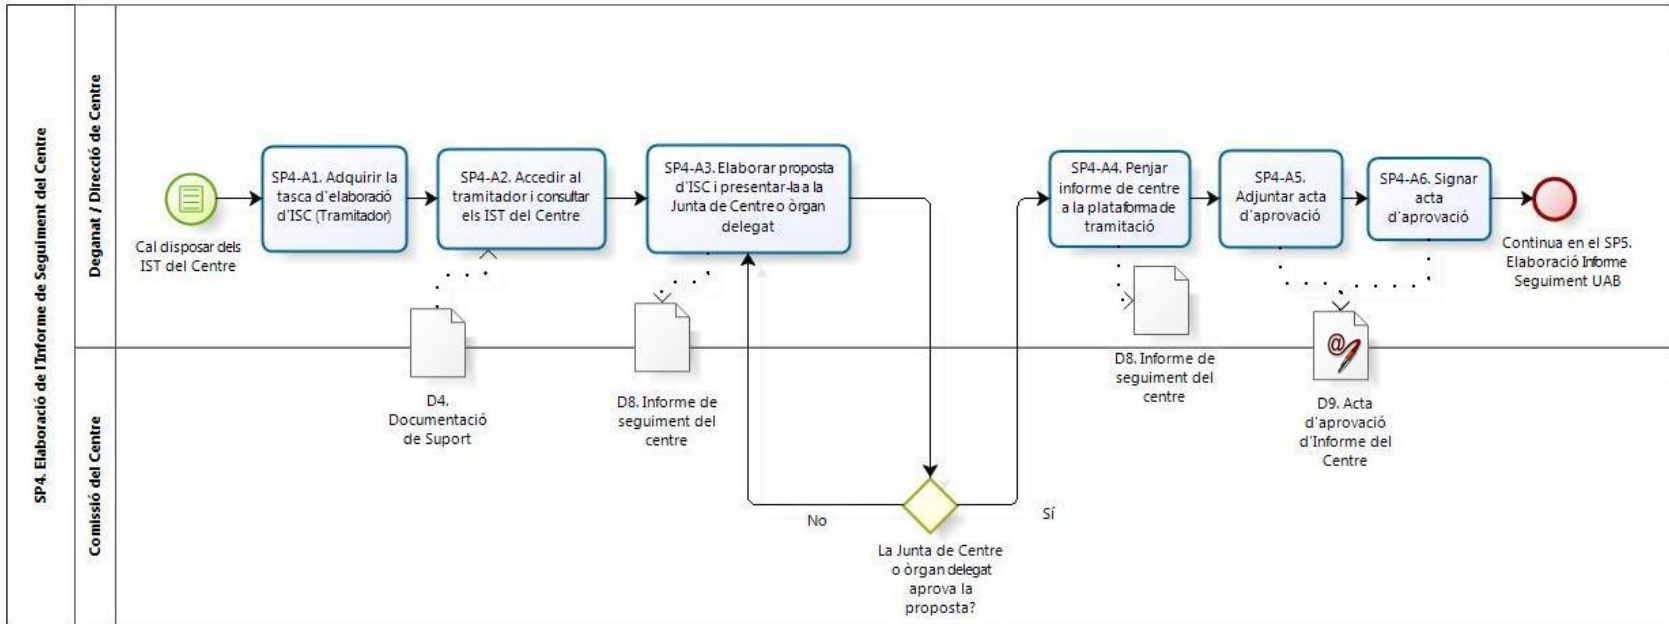 SP4. Elaboració de l'Informe de Seguiment del Centre
Deganat / Direcció de Centre
Cal disposar dels
IST del Centre
SP4-A1. Adquirir la
tasca d'elaboració
d'ISC (Tramitador)
SP4-A2. Accedir al
tramitador i consultar
els IST del Centre
SP4-A3. Elaborar proposta
d'ISC i presentar-la a la
Junta de Centre o òrgan
delegat
SP4-A4. Penjar
informe de centre
a la plataforma de
tramitació
SP4-A5.
Adjuntar acta
d'aprovació
SP4-A6. Signar
acta
d'aprovació
Continua en el SP5.
Elaboració Informe
Seguiment UAB
D4.
Documentació
de Suport
D8. Informe de
seguiment del
centre
D8. Informe de
seguiment del
centre
@
D9. Acta
d'aprovació
d'Informe del
Centre
Comissió del Centre
No
Sí
La Junta de Centre
o òrgan delegat
aprova la
proposta?